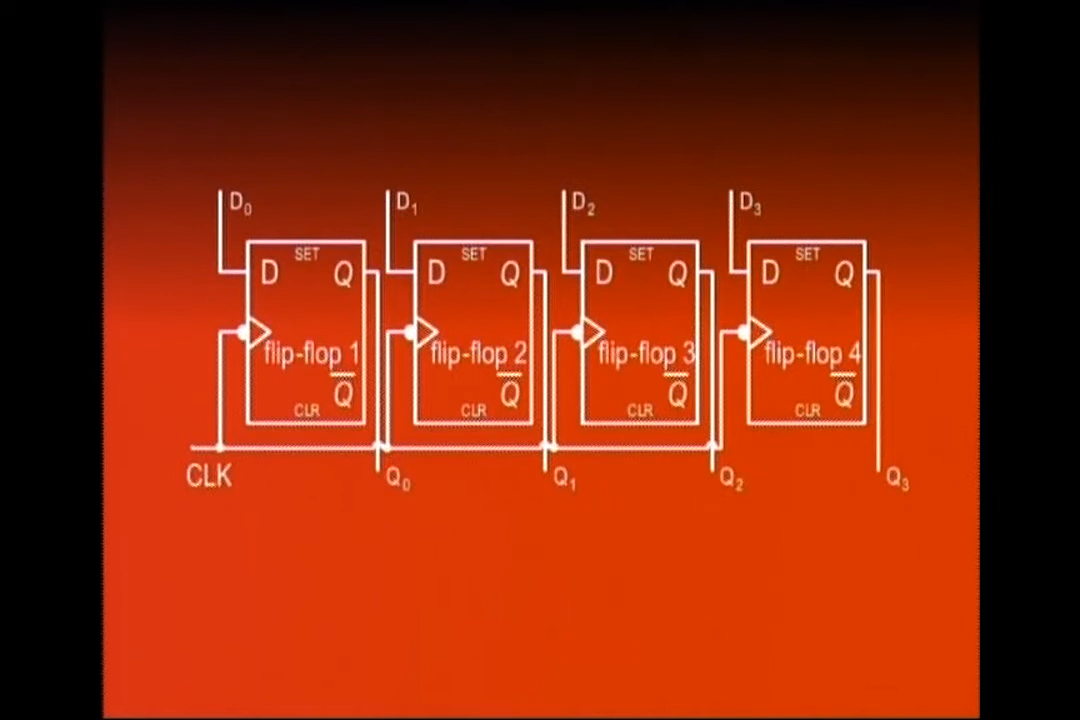 D₀ D₁ D₂ D₃
SET SET SET SET
D Q D Q D Q D Q
flip-flop 1 flip-flop 2 flip-flop 3 flip-flop 4
Q̅ Q̅ Q̅ Q̅
CLR CLR CLR CLR
CLK Q₀ Q₁ Q₂ Q₃